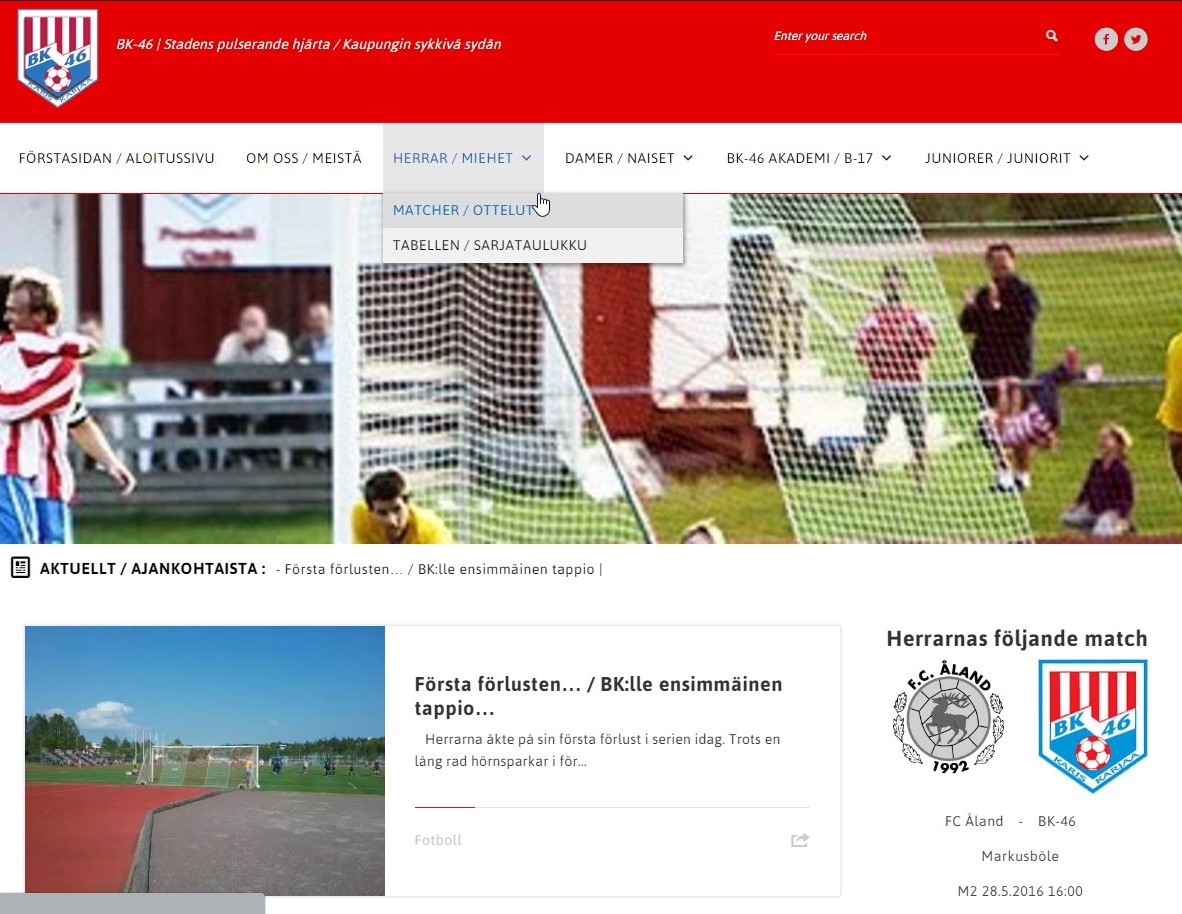 BK 46
KARIS KARJAA
BK-46 | Stadens pulserande hjärta / Kaupungin sykkivä sydän
Enter your search
FÖRSTASIDAN / ALOITUSSIVU
OM OSS / MEISTÄ
HERRAR / MIEHET
DAMER / NAISET
BK-46 AKADEMI / B-17
JUNIORER / JUNIORIT
MATCHER / OTTELUT
TABELLEN / SARJATAULUKKU
AKTUELLT / AJANKOHTAISTA : - Första förlusten... / BK:lle ensimmäinen tappio |
Första förlusten... / BK:lle ensimmäinen
tappio...
Herrarna åkte på sin första förlust i serien idag. Trots en
lång rad hörnsparkar i för...
Fotboll
Herrarnas följande match
F.C. ÅLAND
1992
BK 46
KARIS KARJAA
FC Åland - BK-46
Markusböle
M2 28.5.2016 16:00